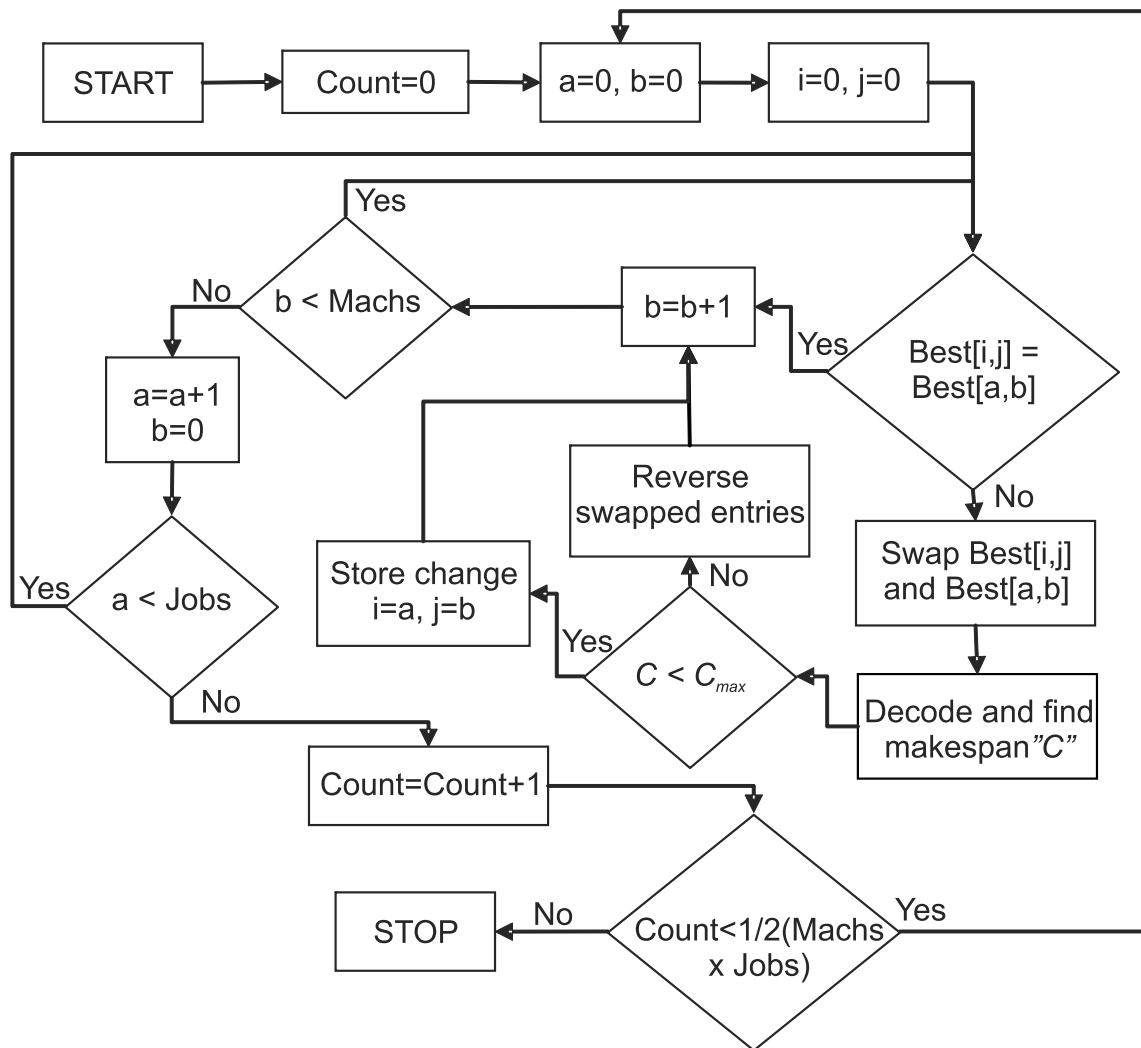 START
Count=0
a=0, b=0
i=0, j=0
Yes
b < Machs
No
b=b+1
Yes
Best[i,j] =
Best[a,b]
a=a+1
b=0
Reverse
swapped entries
No
Swap Best[i,j]
and Best[a,b]
Store change
i=a, j=b
No
Yes
a < Jobs
Yes
C < Cmax
No
Decode and find
makespan"C"
Count=Count+1
STOP
No
Count<1/2(Machs
x Jobs)
Yes